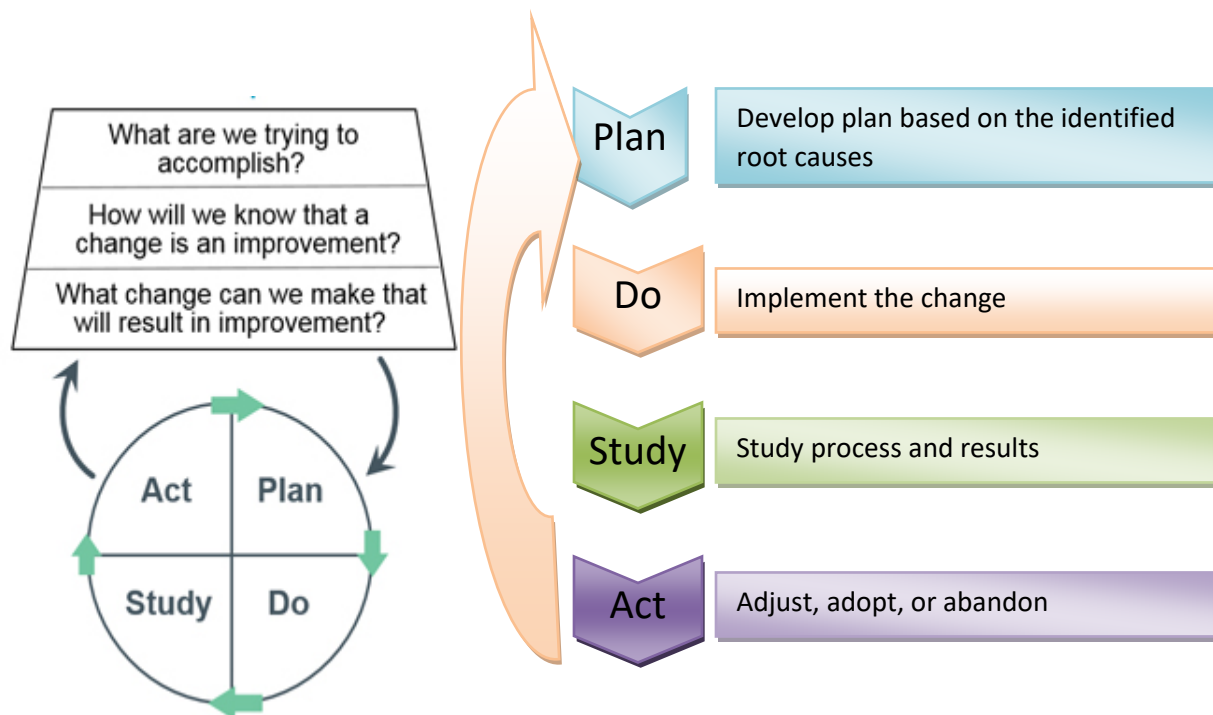 What are we trying to
accomplish?
How will we know that a
change is an improvement?
What change can we make that
will result in improvement?
Act
Plan
Study
Do
Plan
Develop plan based on the identified
root causes
Do
Implement the change
Study
Study process and results
Act
Adjust, adopt, or abandon